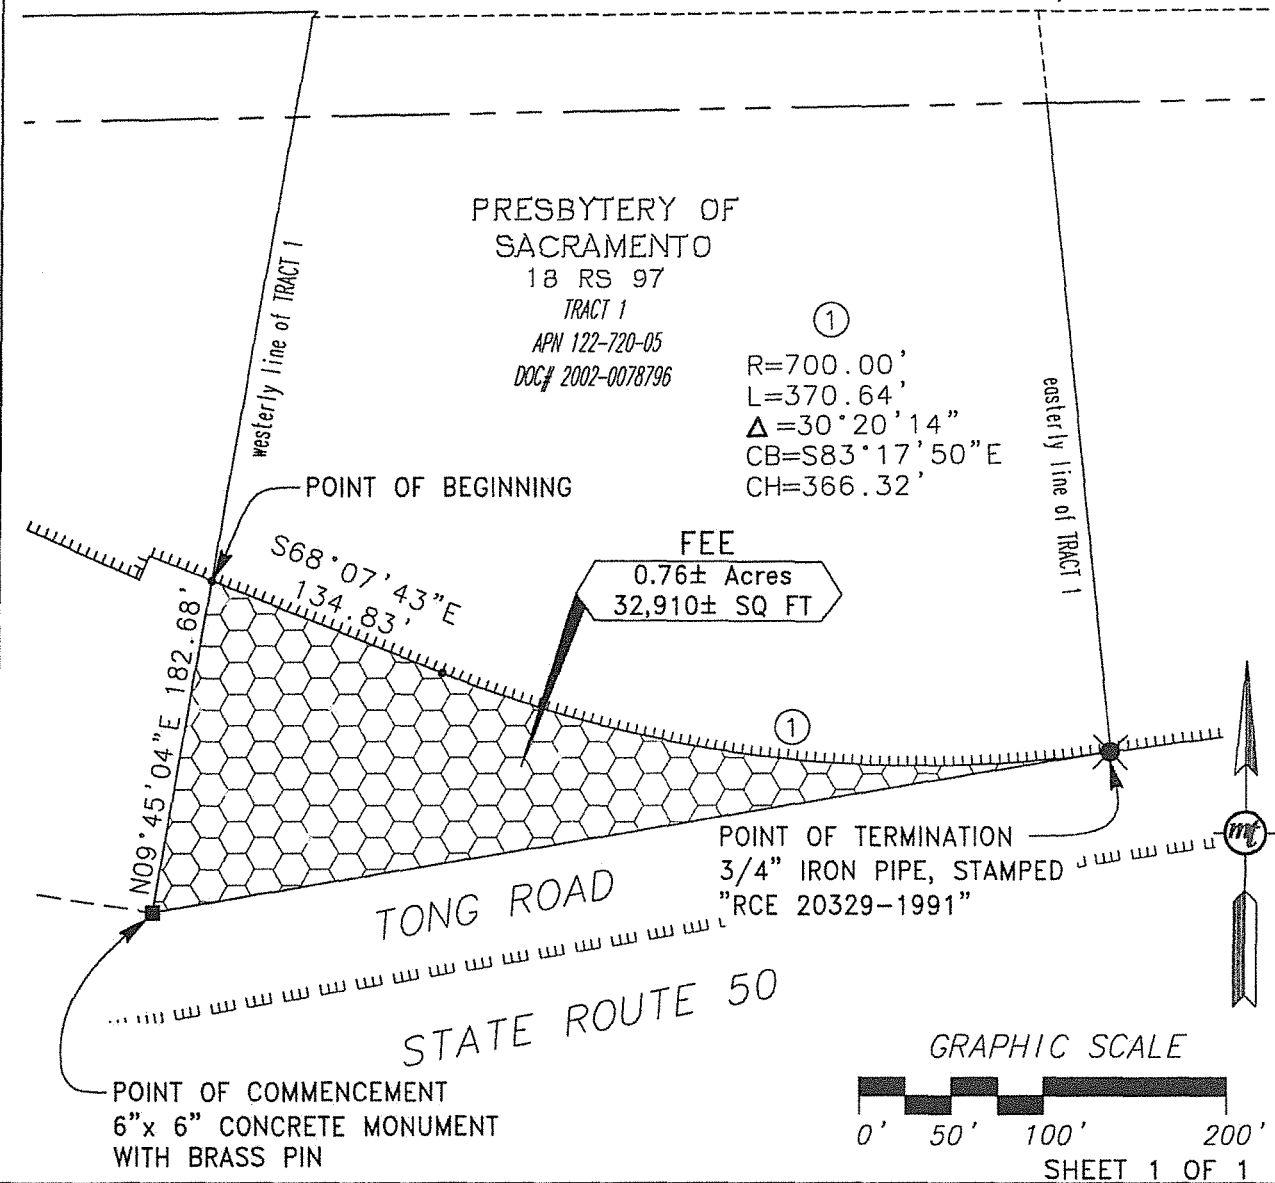 PRESBYTERY OF
SACRAMENTO
18 RS 97
TRACT 1
APN 122-720-05
DOC# 2002-0078796
westerly line of TRACT 1
easterly line of TRACT 1
1
R=700.00'
L=370.64'
Δ=30°20'14"
CB=S83°17'50"E
CH=366.32'
POINT OF BEGINNING
S68°07'43"E
134.83'
FEE
0.76± Acres
32,910± SQ FT
N09°45'04"E 182.68'
1
POINT OF TERMINATION
3/4" IRON PIPE, STAMPED
"RCE 20329-1991"
mt
TONG ROAD
STATE ROUTE 50
POINT OF COMMENCEMENT
6"x 6" CONCRETE MONUMENT
WITH BRASS PIN
GRAPHIC SCALE
0' 50' 100' 200'
SHEET 1 OF 1